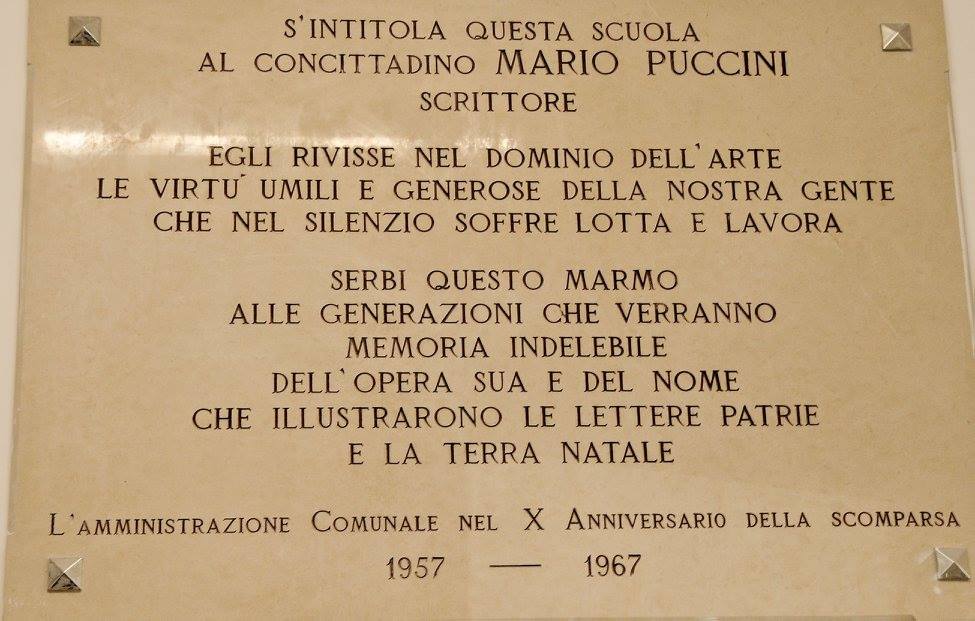 S'INTITOLA QUESTA SCUOLA
AL CONCITTADINO MARIO PUCCINI
SCRITTORE
EGLI RIVISSE NEL DOMINIO DELL'ARTE
LE VIRTU' UMILI E GENEROSE DELLA NOSTRA GENTE
CHE NEL SILENZIO SOFFRE LOTTA E LAVORA
SERBI QUESTO MARMO
ALLE GENERAZIONI CHE VERRANNO
MEMORIA INDELEBILE
DELL'OPERA SUA E DEL NOME
CHE ILLUSTRARONO LE LETTERE PATRIE
E LA TERRA NATALE
L'AMMINISTRAZIONE COMUNALE NEL X ANNIVERSARIO DELLA SCOMPARSA
1957 — 1967